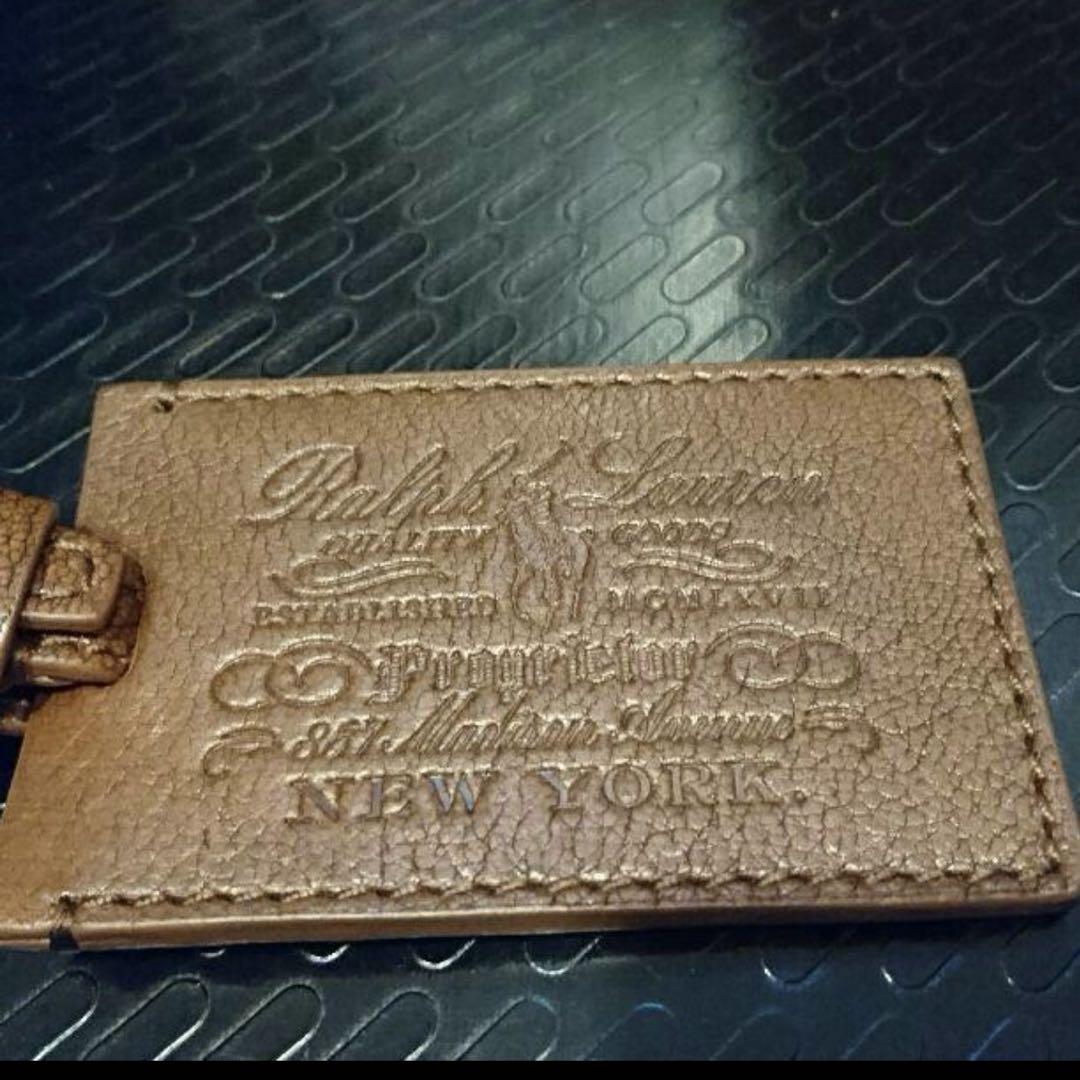 Ralph Lauren
QUALITY GOODS
ESTABLISHED MCMLXVII
Proprietor
867 Madison Avenue
NEW YORK.